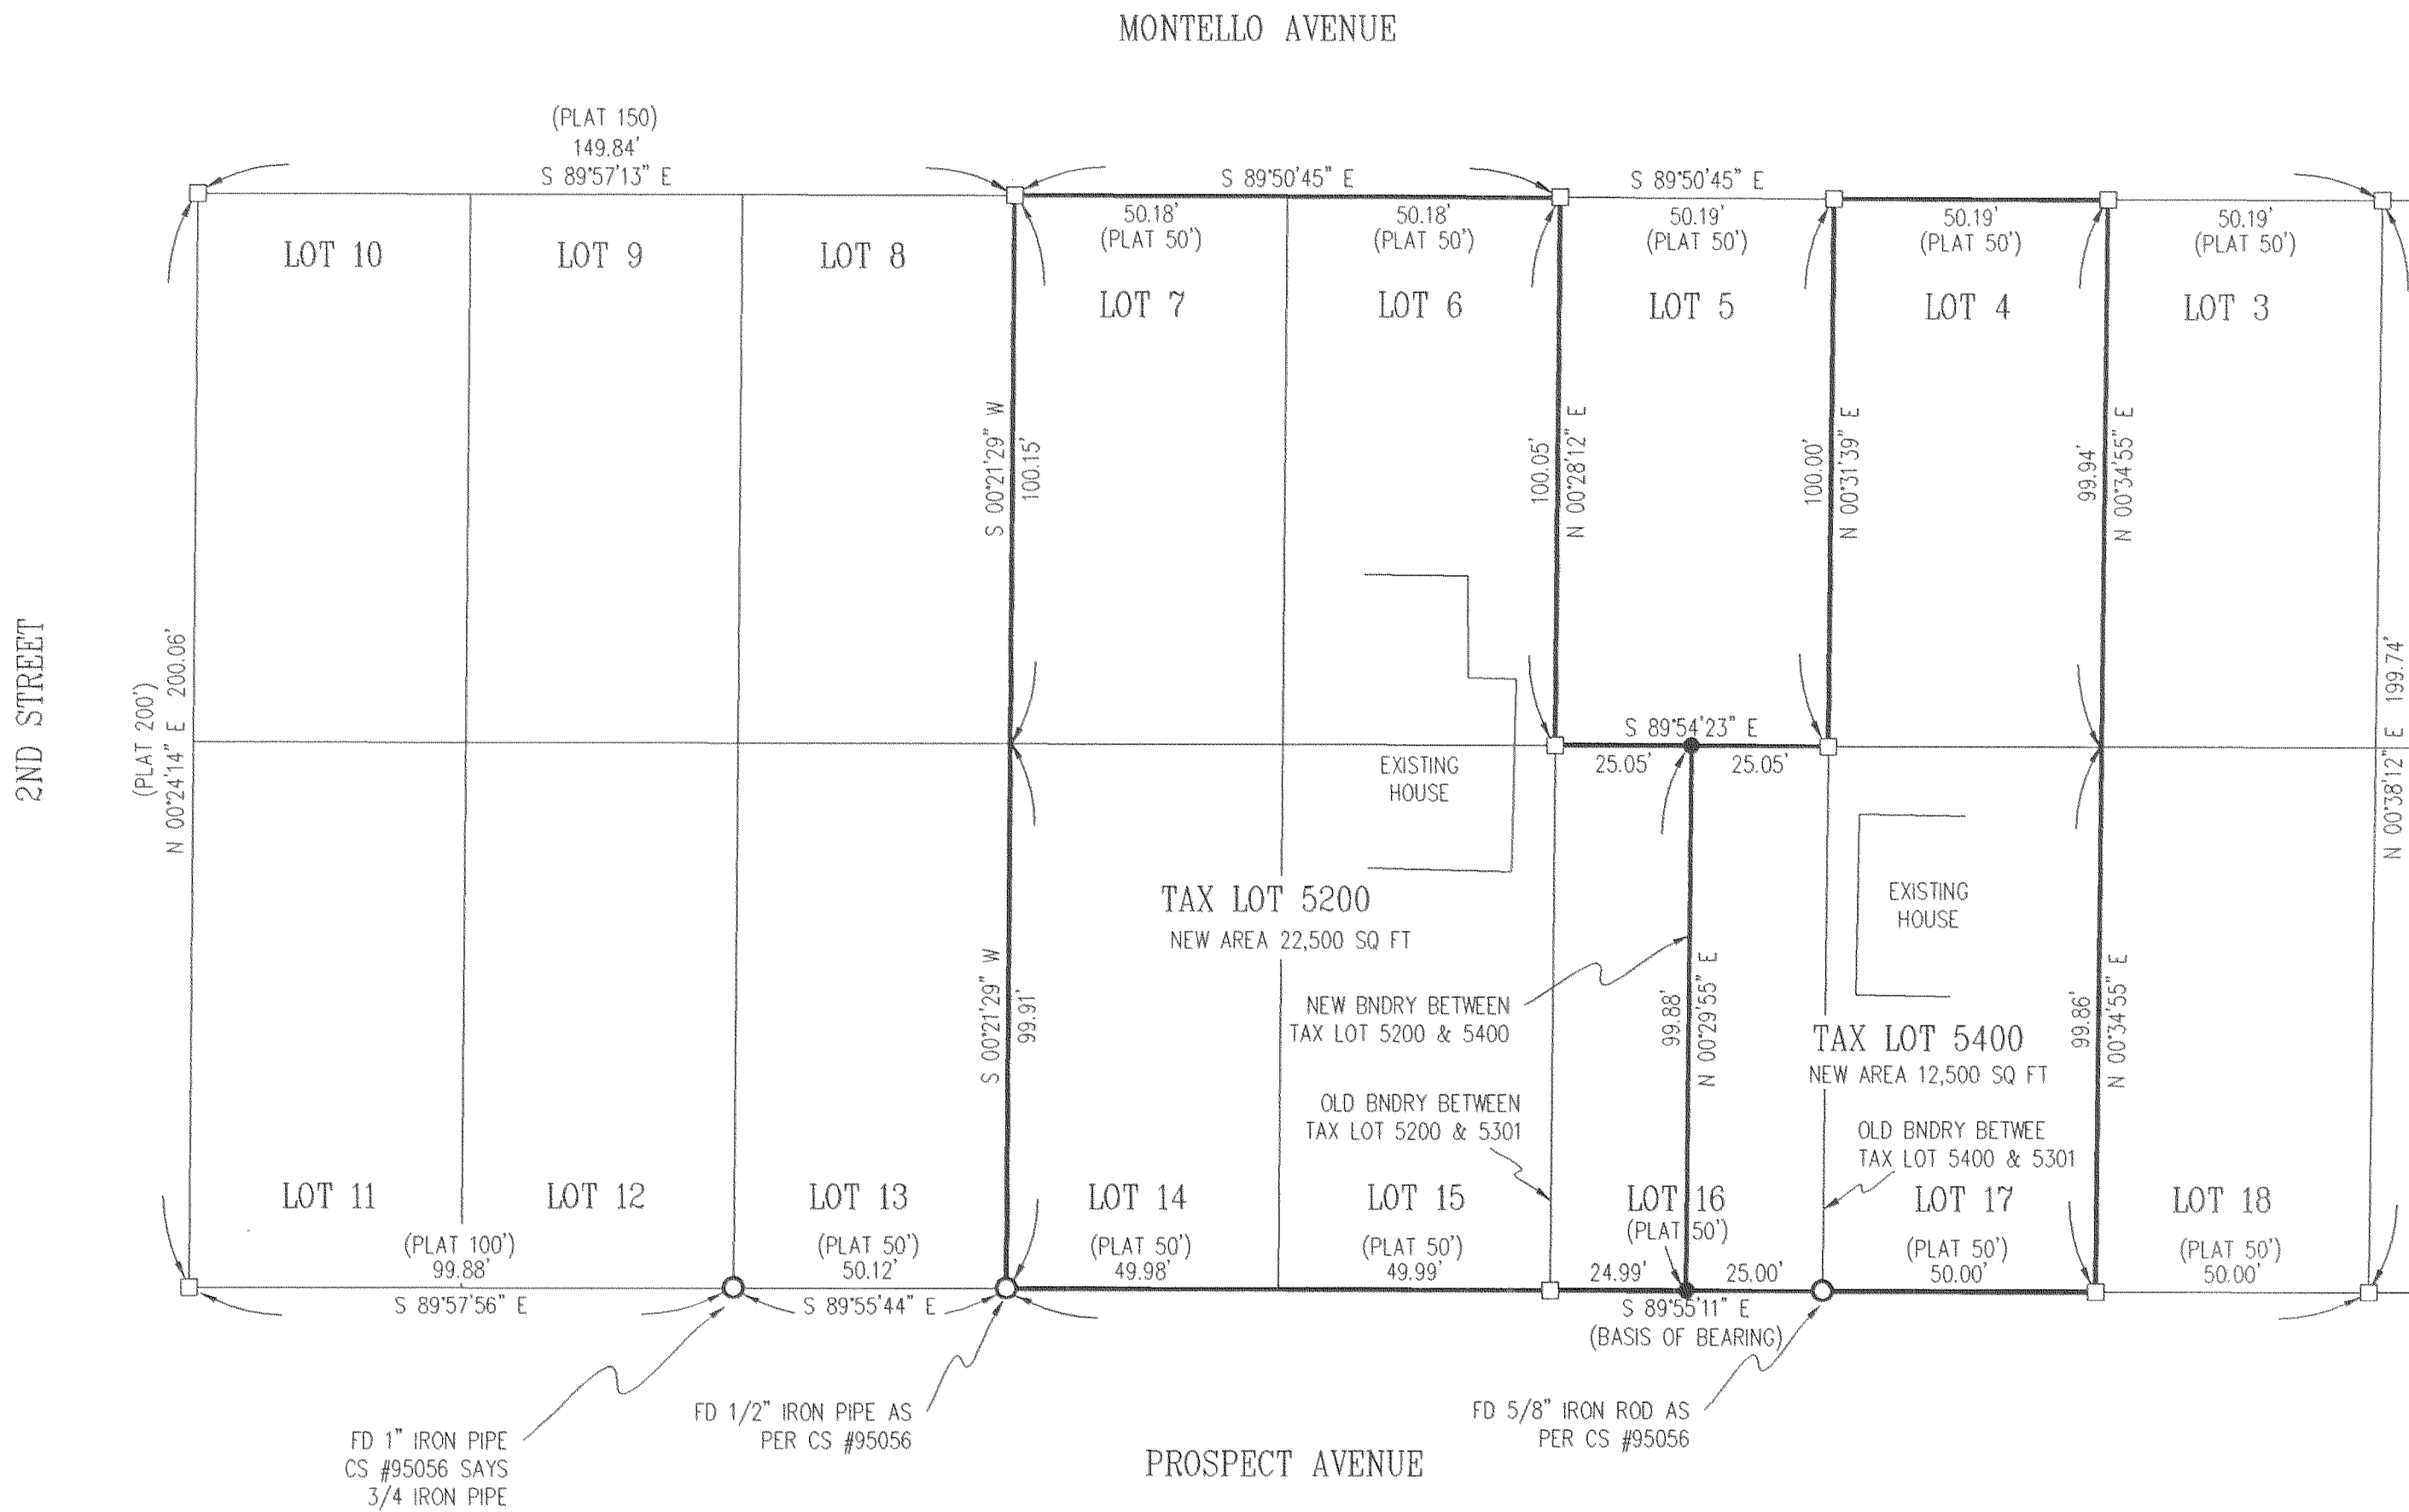 MONTELLO AVENUE
(PLAT 150)
149.84'
S 89°57'13" E
S 89°50'45" E
S 89°50'45" E
50.18'
(PLAT 50')
50.18'
(PLAT 50')
50.19'
(PLAT 50')
50.19'
(PLAT 50')
50.19'
(PLAT 50')
LOT 10
LOT 9
LOT 8
LOT 7
LOT 6
LOT 5
LOT 4
LOT 3
S 00°21'29" W
100.15'
100.05'
N 00°28'12" E
100.00'
N 00°31'39" E
99.94'
N 00°34'55" E
2ND STREET
(PLAT 200')
N 00°24'14" E 200.06'
N 00°38'12" E 199.74'
S 89°54'23" E
25.05'
25.05'
EXISTING
HOUSE
EXISTING
HOUSE
TAX LOT 5200
NEW AREA 22,500 SQ FT
S 00°21'29" W
99.91'
NEW BNDRY BETWEEN
TAX LOT 5200 & 5400
99.88'
N 00°29'55" E
TAX LOT 5400
NEW AREA 12,500 SQ FT
99.86'
N 00°34'55" E
OLD BNDRY BETWEEN
TAX LOT 5200 & 5301
OLD BNDRY BETWEE
TAX LOT 5400 & 5301
LOT 11
LOT 12
LOT 13
LOT 14
LOT 15
LOT 16
LOT 17
LOT 18
(PLAT 100')
99.88'
(PLAT 50')
50.12'
(PLAT 50')
49.98'
(PLAT 50')
49.99'
(PLAT 50')
24.99'
25.00'
(PLAT 50')
50.00'
(PLAT 50')
50.00'
S 89°57'56" E
S 89°55'44" E
S 89°55'11" E
(BASIS OF BEARING)
FD 1" IRON PIPE
CS #95056 SAYS
3/4 IRON PIPE
FD 1/2" IRON PIPE AS
PER CS #95056
FD 5/8" IRON ROD AS
PER CS #95056
PROSPECT AVENUE